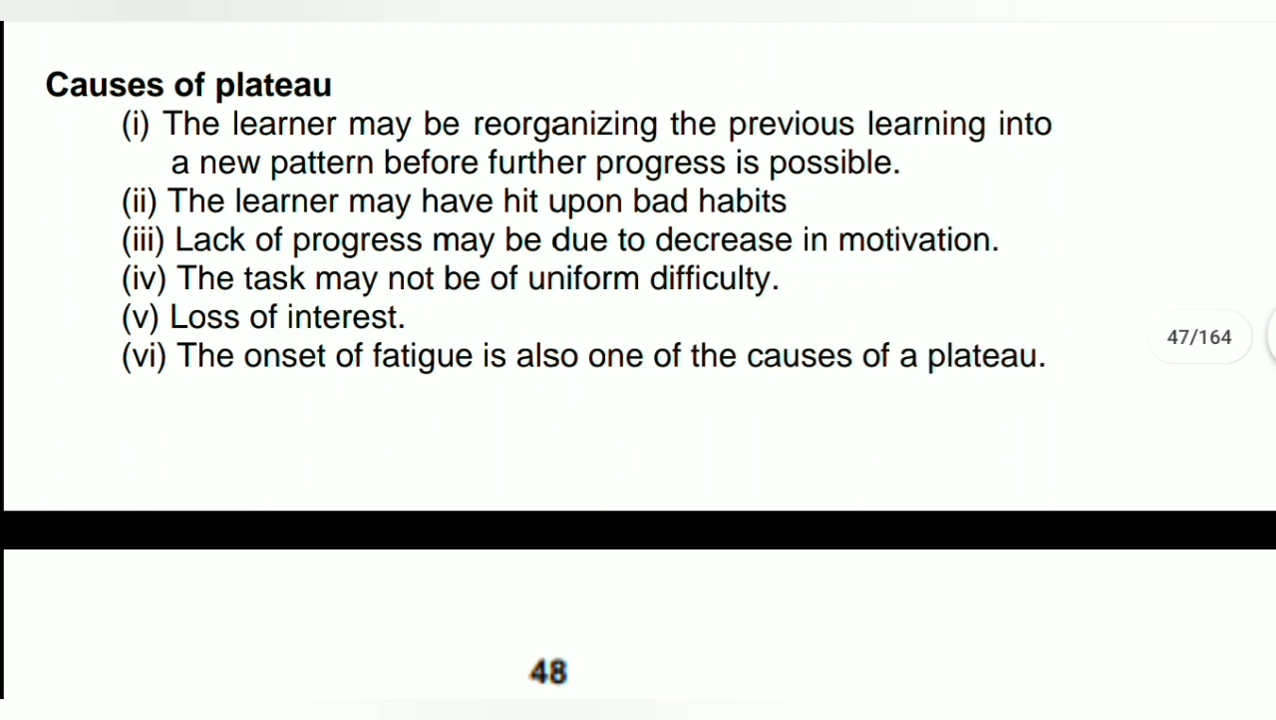 Causes of plateau
(i) The learner may be reorganizing the previous learning into
a new pattern before further progress is possible.
(ii) The learner may have hit upon bad habits
(iii) Lack of progress may be due to decrease in motivation.
(iv) The task may not be of uniform difficulty.
(v) Loss of interest.
47/164
(vi) The onset of fatigue is also one of the causes of a plateau.
48